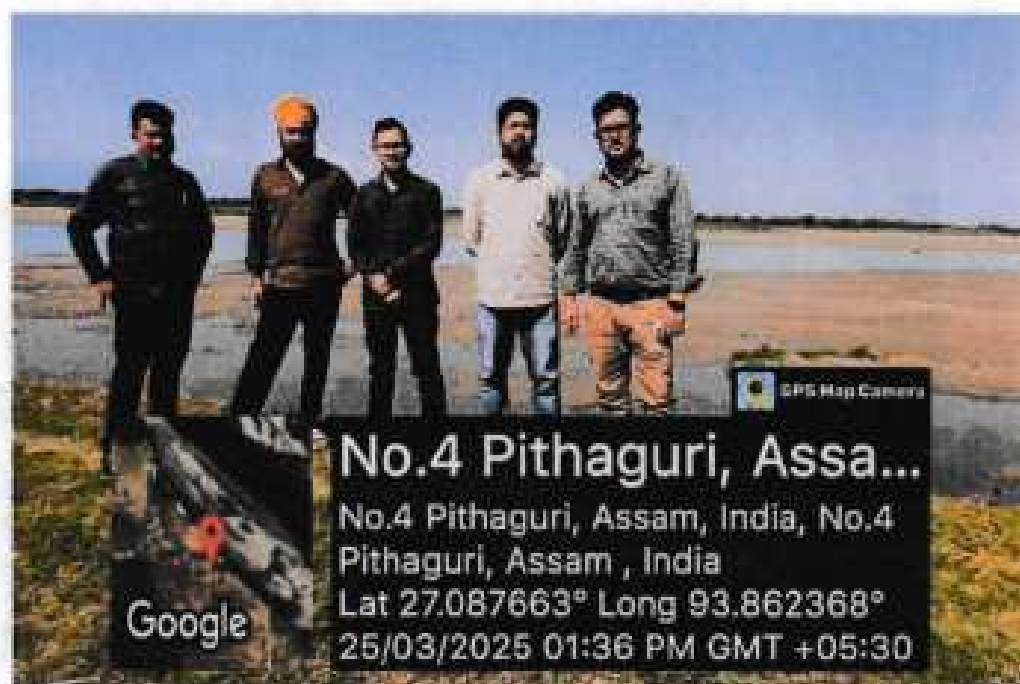 GPS Map Camera
No.4 Pithaguri, Assa...
No.4 Pithaguri, Assam, India, No.4
Pithaguri, Assam , India
Lat 27.087663° Long 93.862368°
25/03/2025 01:36 PM GMT +05:30
Google